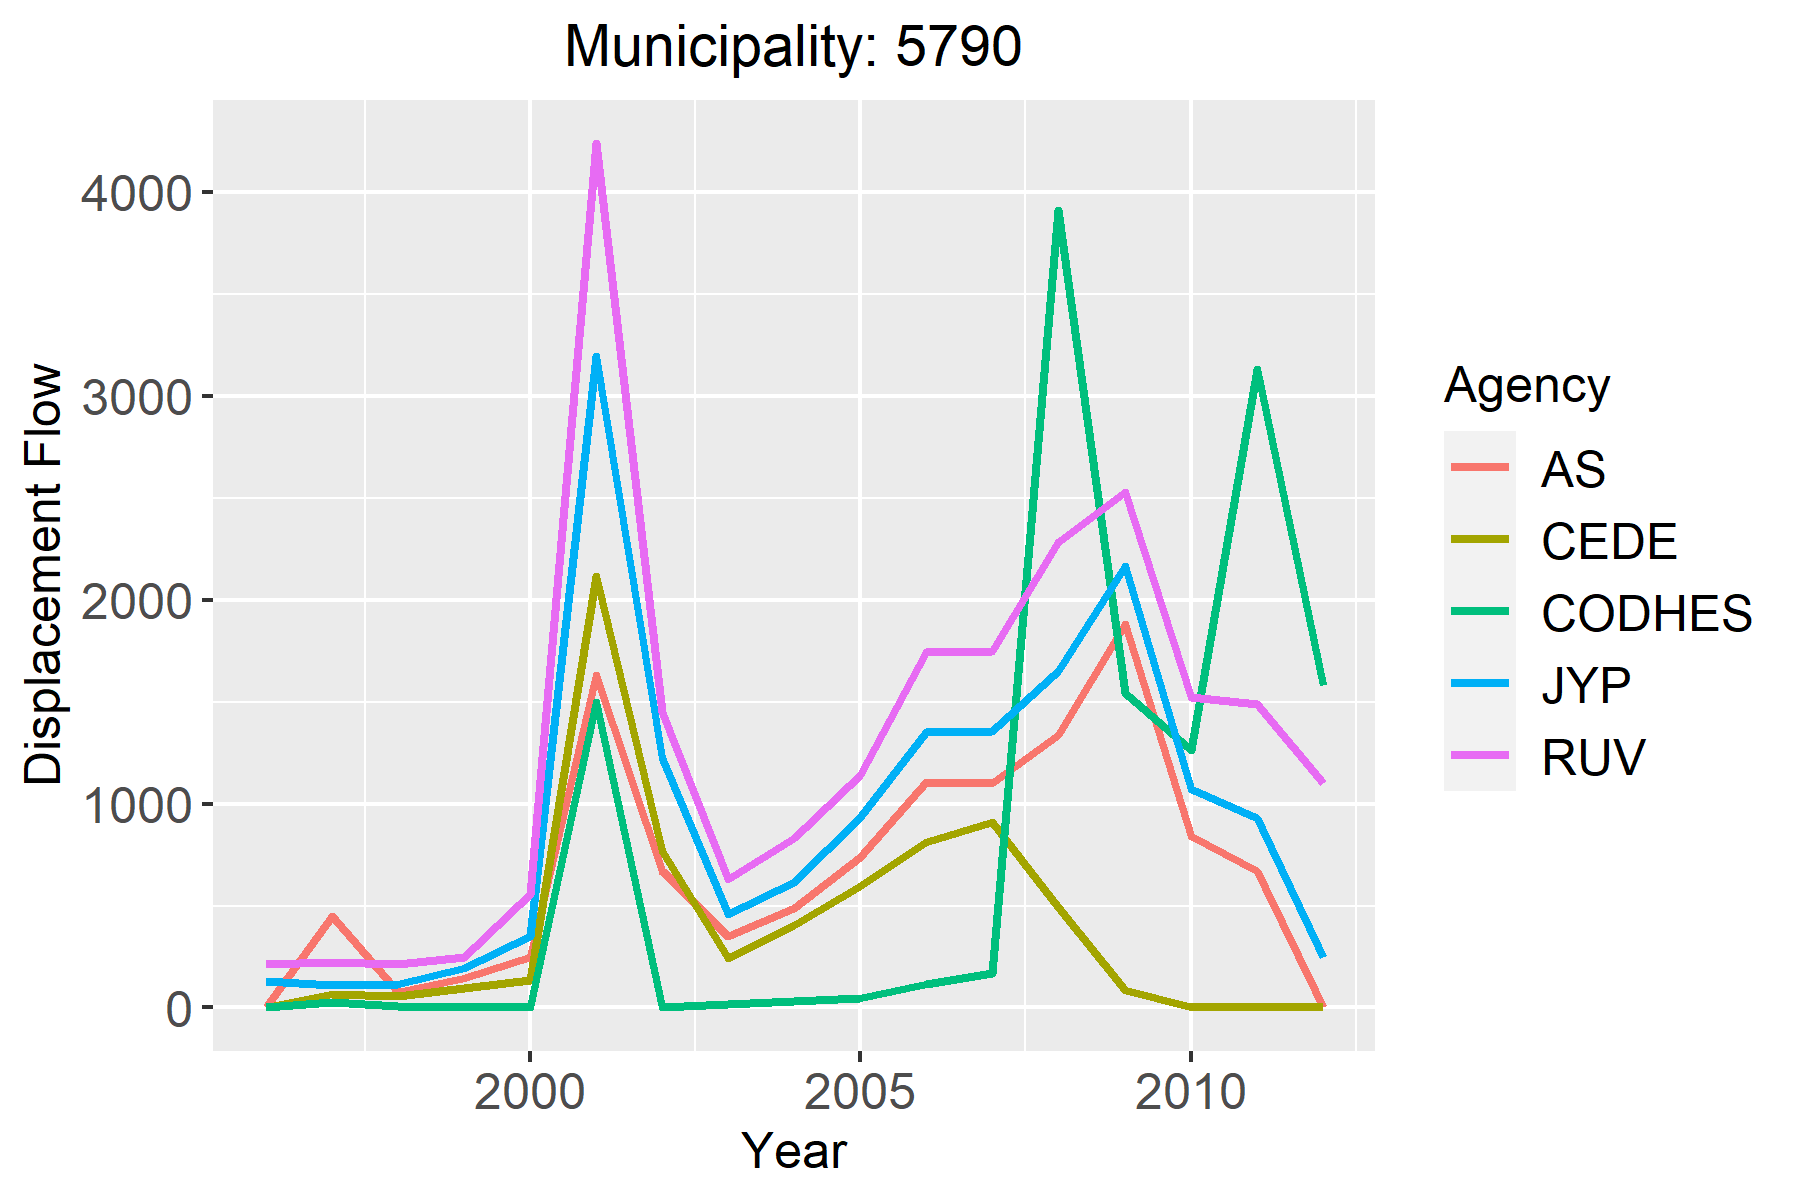 Municipality: 5790
Displacement Flow
4000
3000
2000
1000
0
2000 2005 2010
Year
Agency
AS
CEDE
CODHES
JYP
RUV